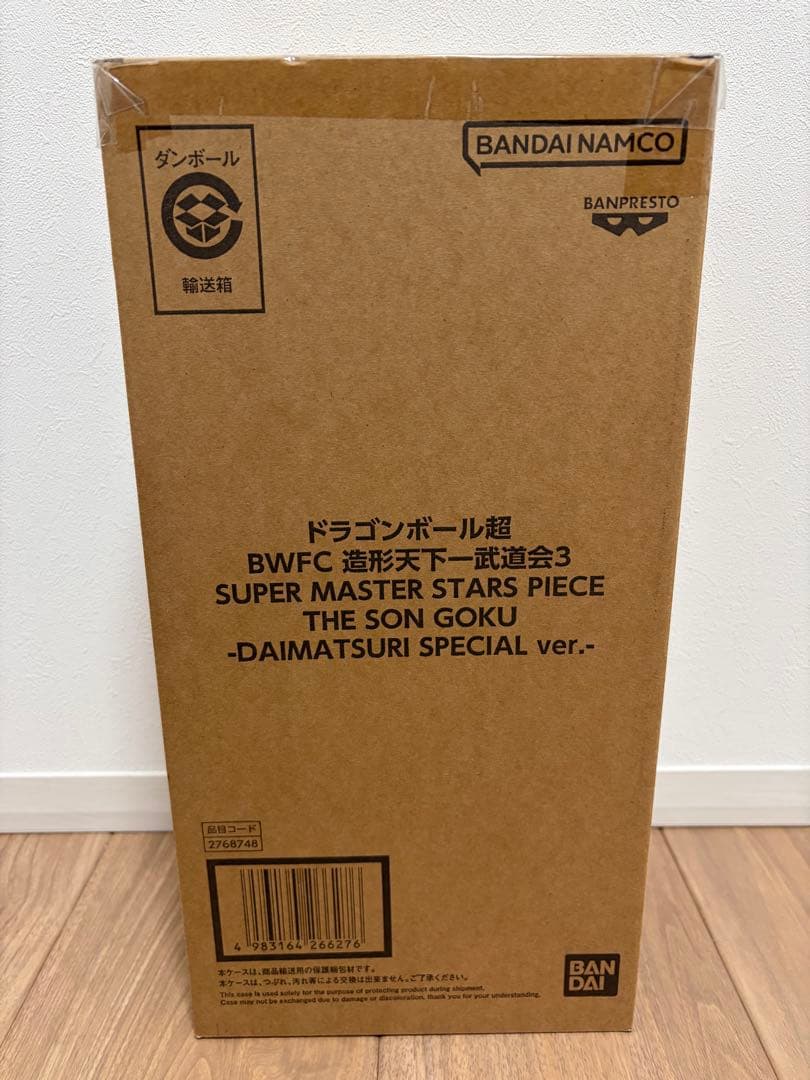 ダンボール
輸送箱
BANDAI NAMCO
BANPRESTO
ドラゴンボール超
BWFC 造形天下一武道会3
SUPER MASTER STARS PIECE
THE SON GOKU
-DAIMATSURI SPECIAL ver.-
品目コード
2768748
4 983164 266276
本ケースは、商品輸送用の保護梱包材です。
本ケースは、つぶれ、汚れ等による交換は出来ません。ご了承ください。
This case is used solely for the purpose of protecting product during shipment.
Case may not be exchanged due to damage or discoloration. thank you for your understanding.
BAN
DAI